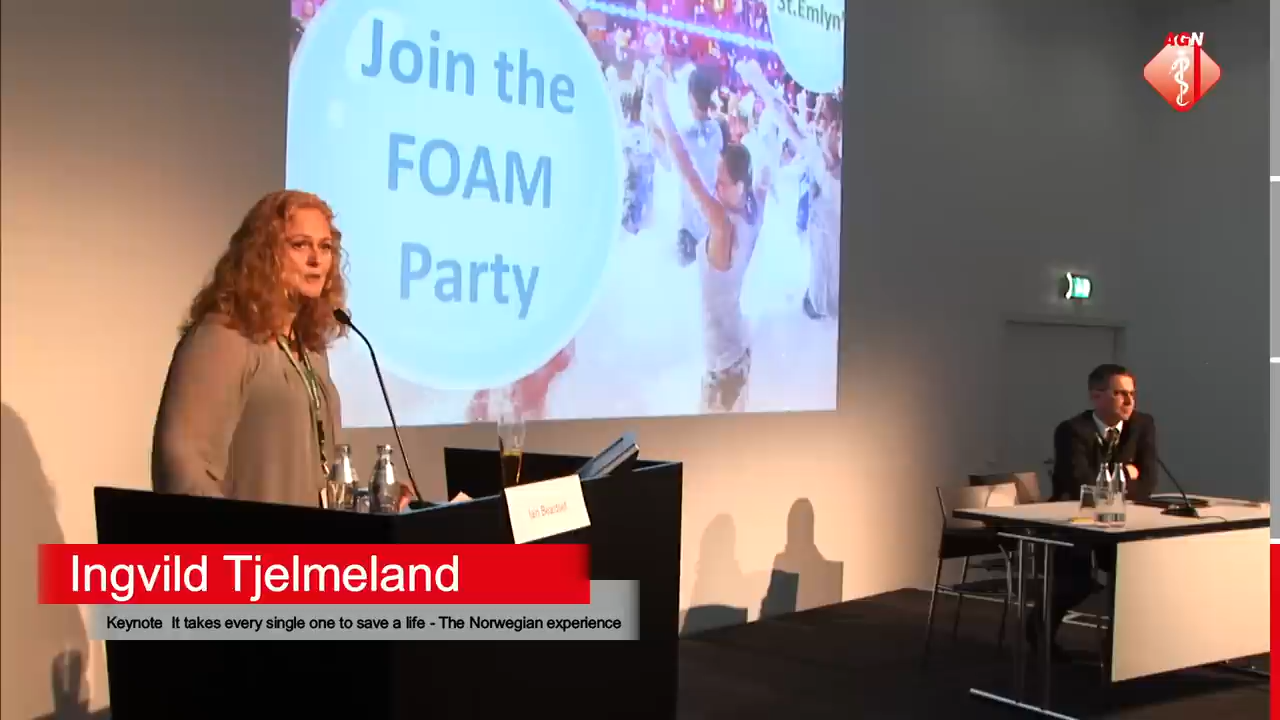 Join the
FOAM
Party
St.Emlyn'
AGN
Ingvild Tjelmeland
Keynote It takes every single one to save a life - The Norwegian experience